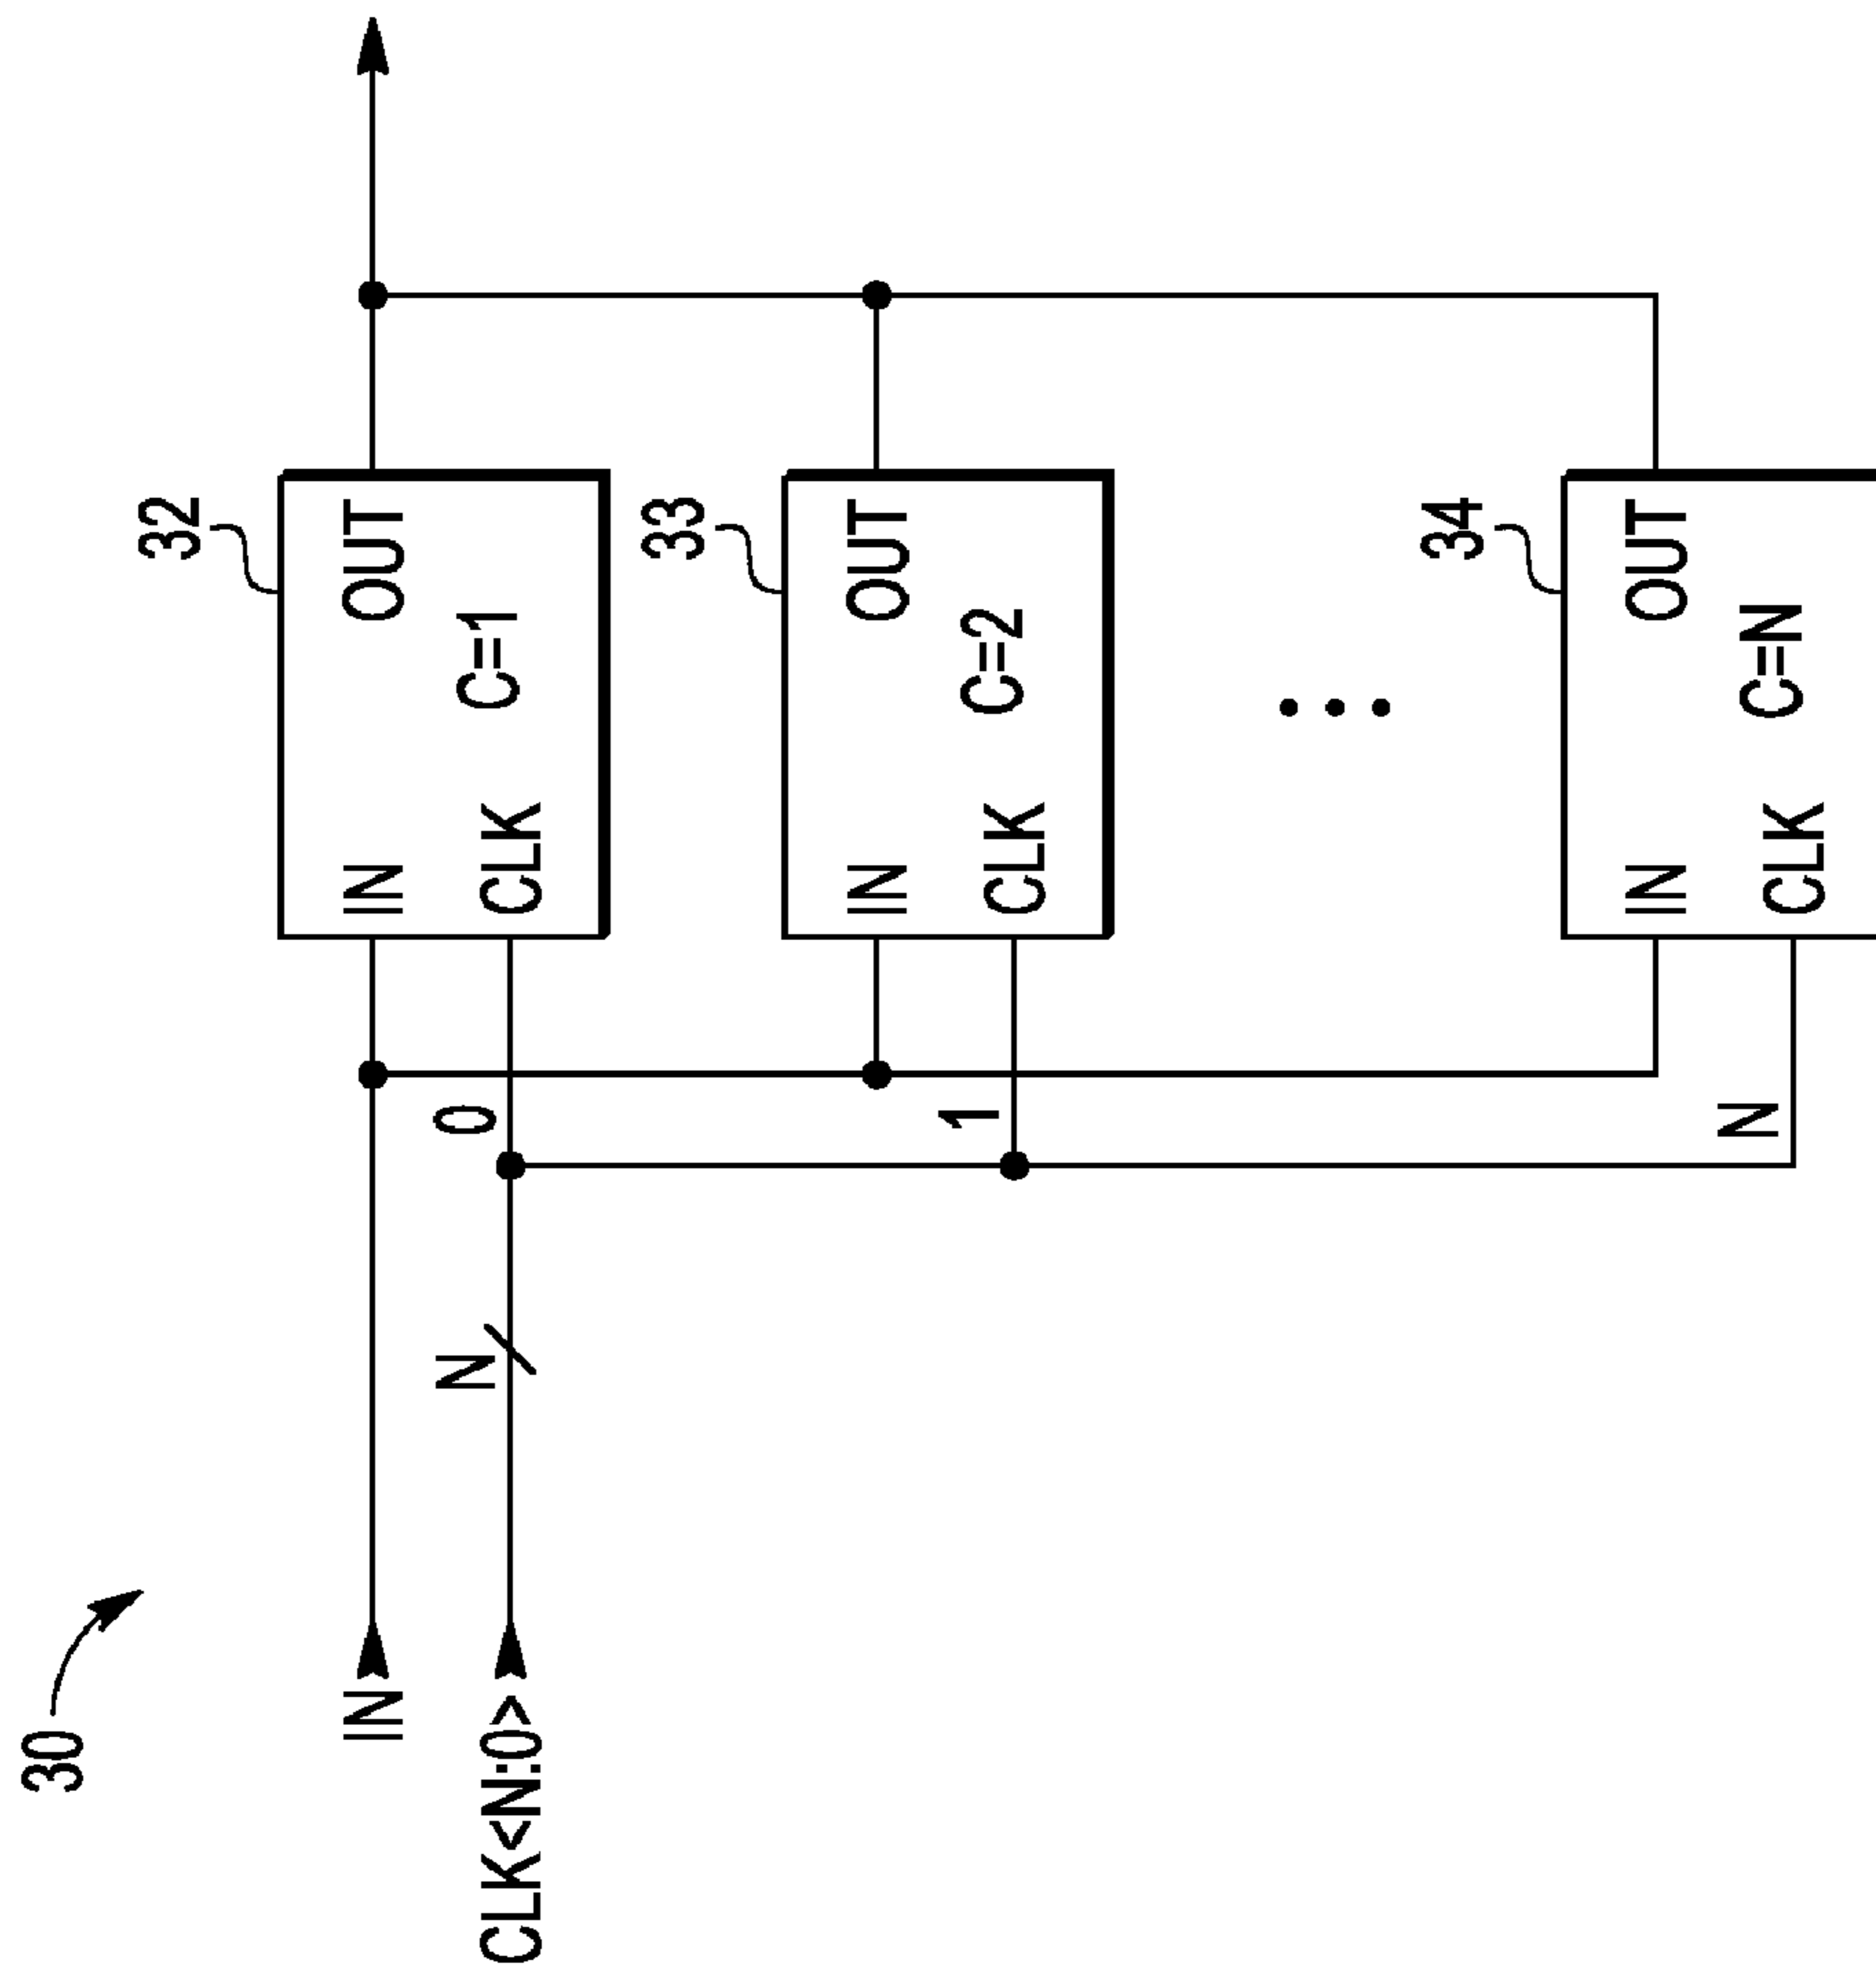 30
IN
CLK<N:0>
N
0
1
N
32
IN
OUT
CLK
C=1
33
IN
OUT
CLK
C=2
34
IN
OUT
CLK
C=N